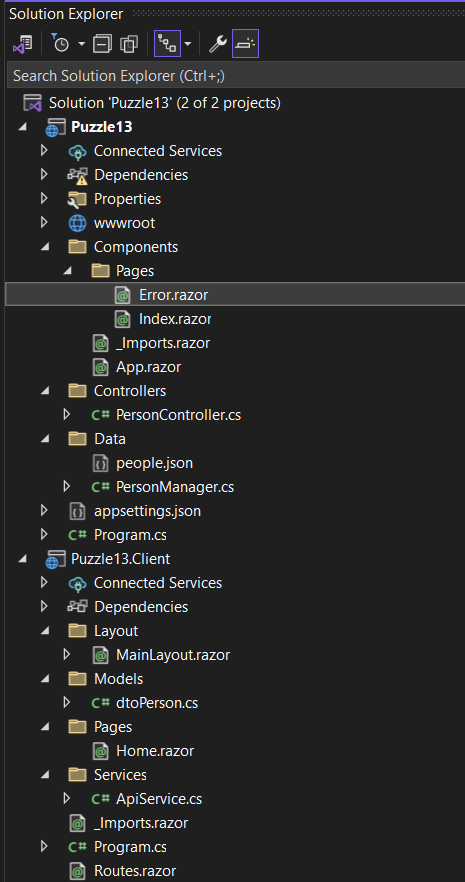 Solution Explorer
Search Solution Explorer (Ctrl+;)
Solution 'Puzzle13' (2 of 2 projects)
Puzzle13
Connected Services
Dependencies
Properties
wwwroot
Components
Pages
Error.razor
Index.razor
_Imports.razor
App.razor
Controllers
C# PersonController.cs
Data
people.json
C# PersonManager.cs
appsettings.json
C# Program.cs
Puzzle13.Client
Connected Services
Dependencies
Layout
MainLayout.razor
Models
C# dtoPerson.cs
Pages
Home.razor
Services
C# ApiService.cs
_Imports.razor
C# Program.cs
Routes.razor